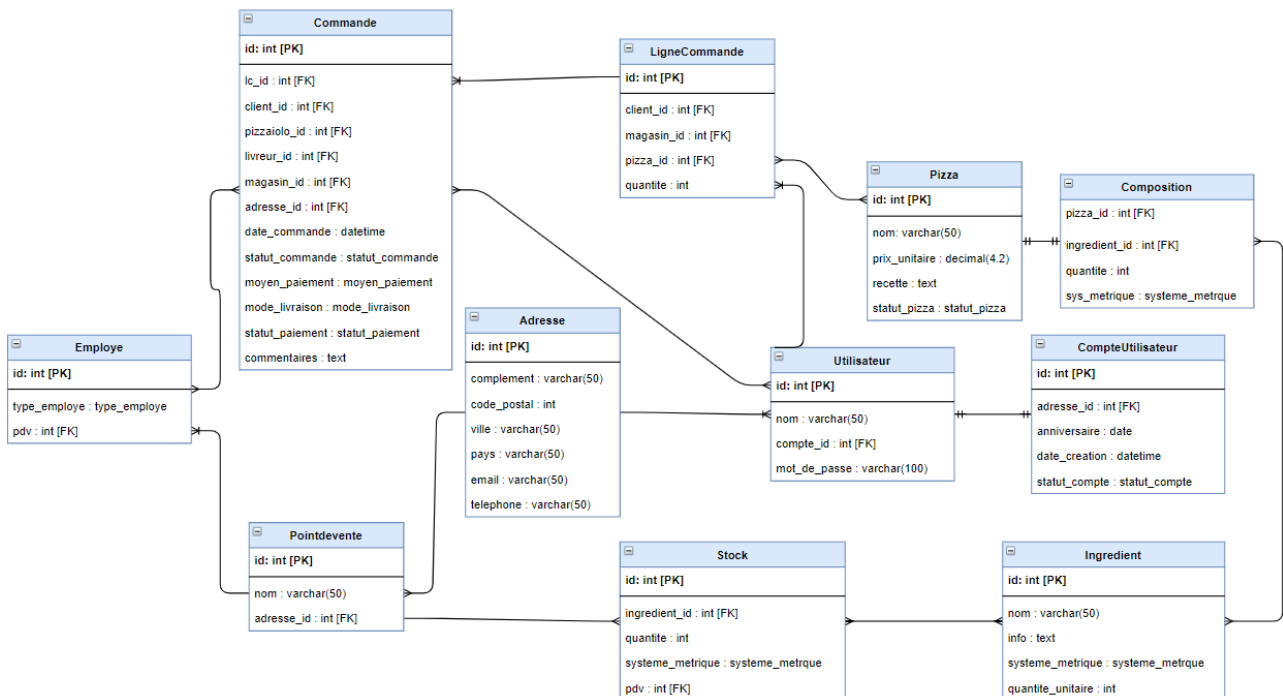 Commande
id: int [PK]
lc_id : int [FK]
client_id : int [FK]
pizzaiolo_id : int [FK]
livreur_id : int [FK]
magasin_id : int [FK]
adresse_id : int [FK]
date_commande : datetime
statut_commande : statut_commande
moyen_paiement : moyen_paiement
mode_livraison : mode_livraison
statut_paiement : statut_paiement
commentaires : text
LigneCommande
id: int [PK]
client_id : int [FK]
magasin_id : int [FK]
pizza_id : int [FK]
quantite : int
Pizza
id: int [PK]
nom: varchar(50)
prix_unitaire : decimal(4.2)
recette : text
statut_pizza : statut_pizza
Composition
pizza_id : int [FK]
ingredient_id : int [FK]
quantite : int
sys_metrique : systeme_metrque
Employe
id: int [PK]
type_employe : type_employe
pdv : int [FK]
Adresse
id: int [PK]
complement : varchar(50)
code_postal : int
ville : varchar(50)
pays : varchar(50)
email : varchar(50)
telephone : varchar(50)
Utilisateur
id: int [PK]
nom : varchar(50)
compte_id : int [FK]
mot_de_passe : varchar(100)
CompteUtilisateur
id: int [PK]
adresse_id : int [FK]
anniversaire : date
date_creation : datetime
statut_compte : statut_compte
Pointdevente
id: int [PK]
nom : varchar(50)
adresse_id : int [FK]
Stock
id: int [PK]
ingredient_id : int [FK]
quantite : int
systeme_metrique : systeme_metrque
pdv : int [FK]
Ingredient
id: int [PK]
nom : varchar(50)
info : text
systeme_metrique : systeme_metrque
quantite_unitaire : int